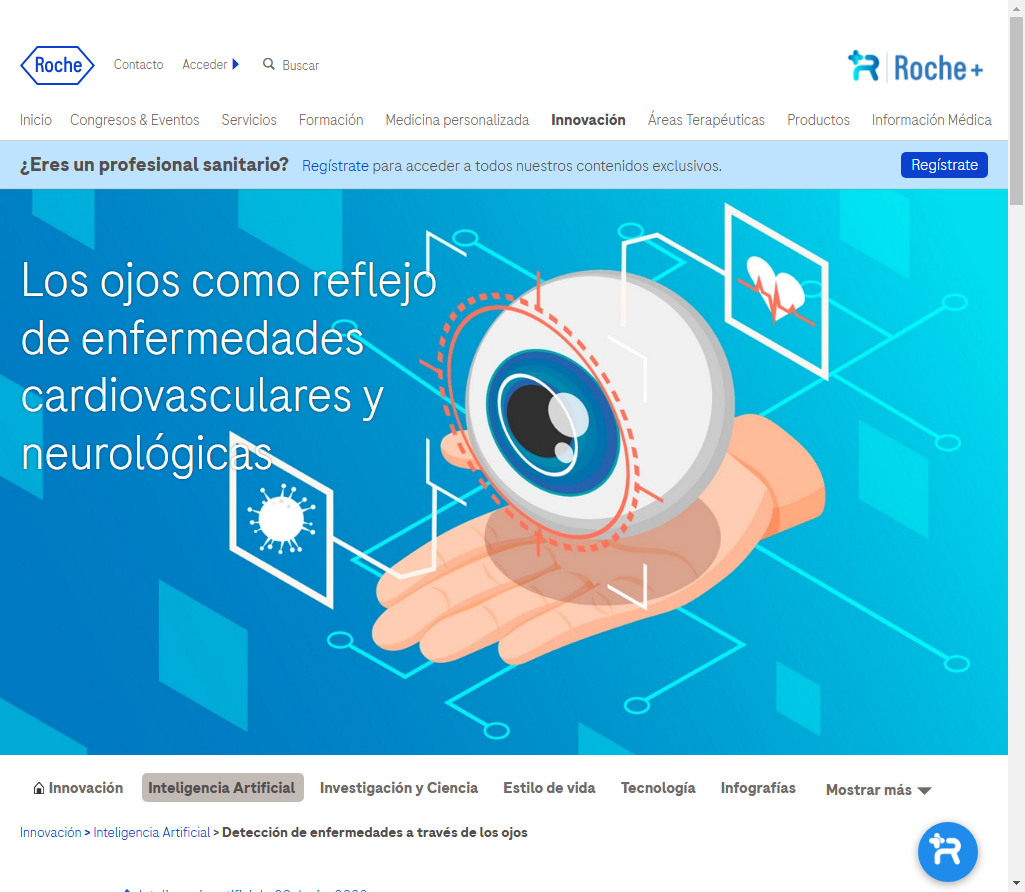 Roche
Contacto Acceder Buscar
Roche+
Inicio Congresos & Eventos Servicios Formación Medicina personalizada Innovación Áreas Terapéuticas Productos Información Médica
¿Eres un profesional sanitario? Regístrate para acceder a todos nuestros contenidos exclusivos. Regístrate
Los ojos como reflejo
de enfermedades
cardiovasculares y
neurológicas
Innovación Inteligencia Artificial Investigación y Ciencia Estilo de vida Tecnología Infografías Mostrar más
Innovación > Inteligencia Artificial > Detección de enfermedades a través de los ojos